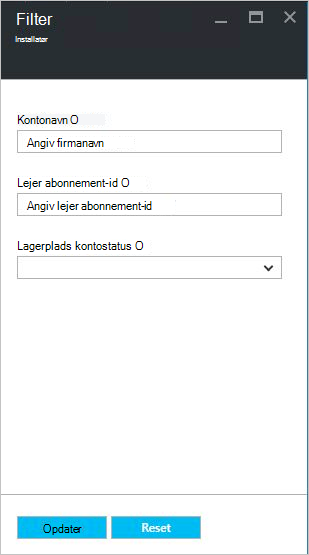 Filter
Installatør
Kontonavn O
Angiv firmanavn
Lejer abonnement-id O
Angiv lejer abonnement-id
Lagerplads kontostatus O
Opdater
Reset